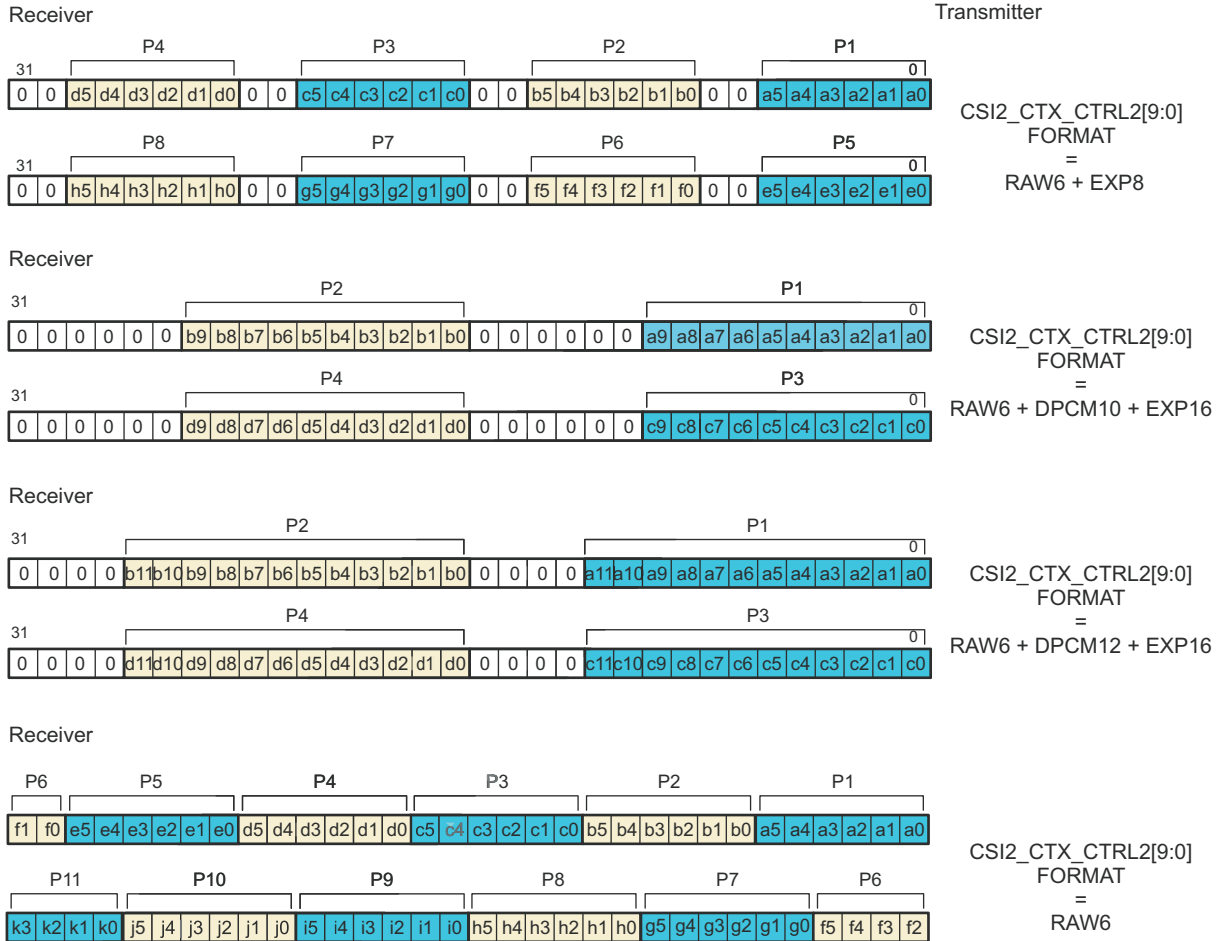 Receiver Transmitter
P4 P3 P2 P1
31 0
0 0 d5 d4 d3 d2 d1 d0 0 0 c5 c4 c3 c2 c1 c0 0 0 b5 b4 b3 b2 b1 b0 0 0 a5 a4 a3 a2 a1 a0
P8 P7 P6 P5
31 0
0 0 h5 h4 h3 h2 h1 h0 0 0 g5 g4 g3 g2 g1 g0 0 0 f5 f4 f3 f2 f1 f0 0 0 e5 e4 e3 e2 e1 e0
CSI2_CTX_CTRL2[9:0]
FORMAT
=
RAW6 + EXP8
Receiver
P2 P1
31 0
0 0 0 0 0 0 b9 b8 b7 b6 b5 b4 b3 b2 b1 b0 0 0 0 0 0 0 a9 a8 a7 a6 a5 a4 a3 a2 a1 a0
P4 P3
31 0
0 0 0 0 0 0 d9 d8 d7 d6 d5 d4 d3 d2 d1 d0 0 0 0 0 0 0 c9 c8 c7 c6 c5 c4 c3 c2 c1 c0
CSI2_CTX_CTRL2[9:0]
FORMAT
=
RAW6 + DPCM10 + EXP16
Receiver
P2 P1
31 0
0 0 0 0 b11 b10 b9 b8 b7 b6 b5 b4 b3 b2 b1 b0 0 0 0 0 a11 a10 a9 a8 a7 a6 a5 a4 a3 a2 a1 a0
P4 P3
31 0
0 0 0 0 d11 d10 d9 d8 d7 d6 d5 d4 d3 d2 d1 d0 0 0 0 0 c11 c10 c9 c8 c7 c6 c5 c4 c3 c2 c1 c0
CSI2_CTX_CTRL2[9:0]
FORMAT
=
RAW6 + DPCM12 + EXP16
Receiver
P6 P5 P4 P3 P2 P1
f1 f0 e5 e4 e3 e2 e1 e0 d5 d4 d3 d2 d1 d0 c5 c4 c3 c2 c1 c0 b5 b4 b3 b2 b1 b0 a5 a4 a3 a2 a1 a0
P11 P10 P9 P8 P7 P6
k3 k2 k1 k0 j5 j4 j3 j2 j1 j0 i5 i4 i3 i2 i1 i0 h5 h4 h3 h2 h1 h0 g5 g4 g3 g2 g1 g0 f5 f4 f3 f2
CSI2_CTX_CTRL2[9:0]
FORMAT
=
RAW6